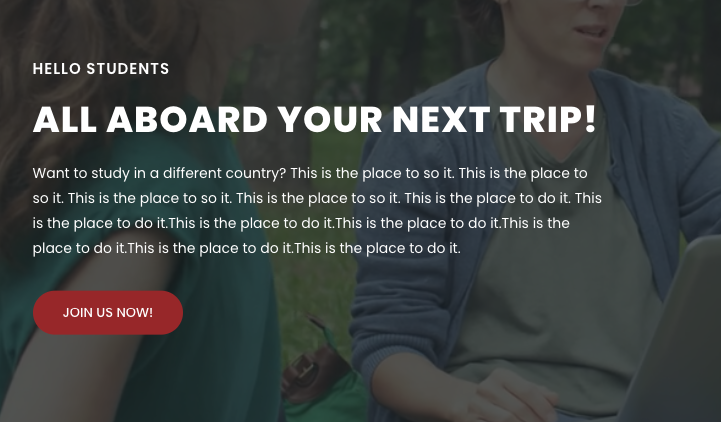 HELLO STUDENTS
ALL ABOARD YOUR NEXT TRIP!
Want to study in a different country? This is the place to so it. This is the place to
so it. This is the place to so it. This is the place to so it. This is the place to do it. This
is the place to do it.This is the place to do it.This is the place to do it.This is the
place to do it.This is the place to do it.This is the place to do it.
JOIN US NOW!